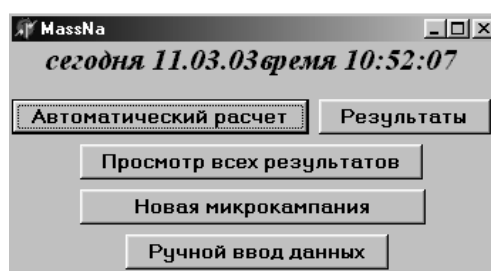 MassNa
сегодня 11.03.03время 10:52:07
Автоматический расчет Результаты
Просмотр всех результатов
Новая микрокампания
Ручной ввод данных